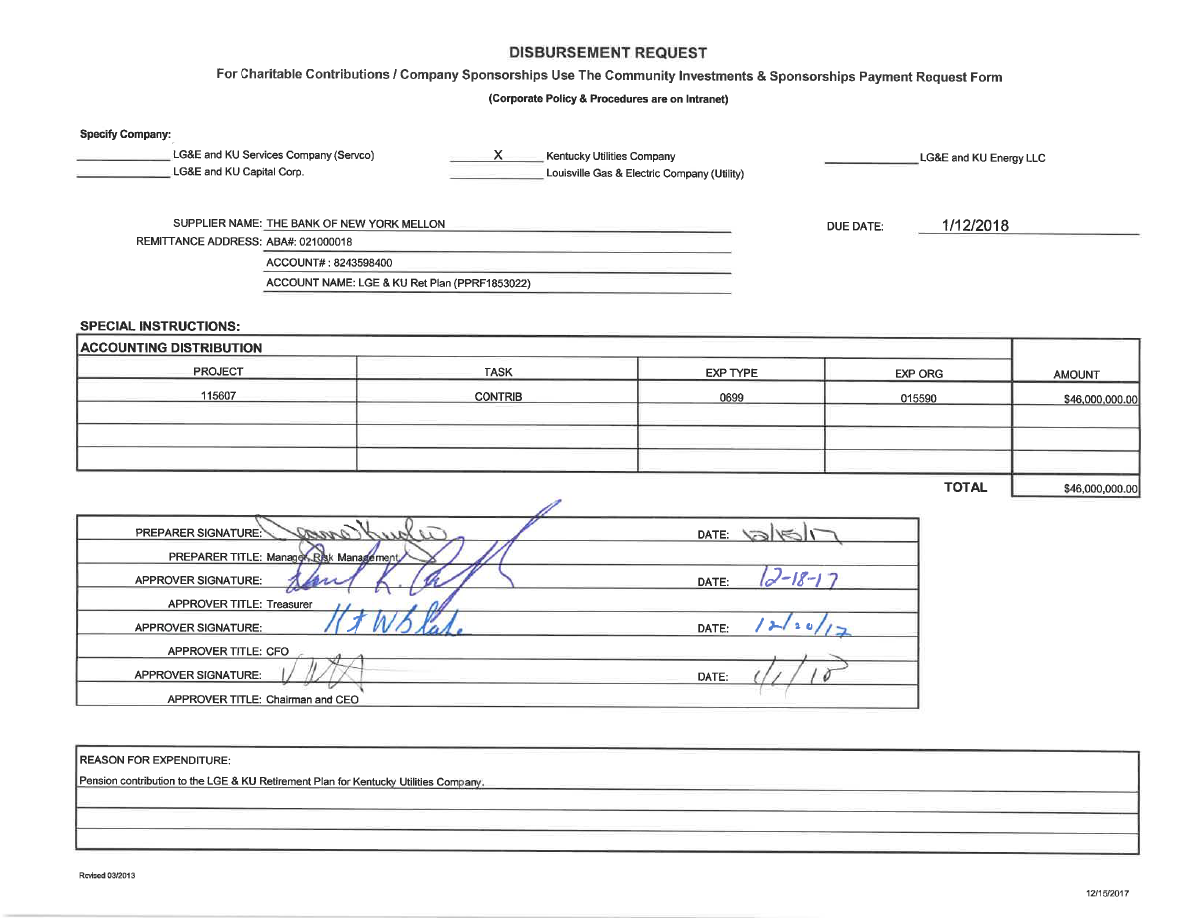 DISBURSEMENT REQUEST
For Charitable Contributions / Company Sponsorships Use The Community Investments & Sponsorships Payment Request Form
(Corporate Policy & Procedures are on Intranet)
Specify Company:
LG&E and KU Services Company (Servco) X Kentucky Utilities Company LG&E and KU Energy LLC
LG&E and KU Capital Corp. Louisville Gas & Electric Company (Utility)
SUPPLIER NAME: THE BANK OF NEW YORK MELLON DUE DATE: 1/12/2018
REMITTANCE ADDRESS: ABA#: 021000018
ACCOUNT# : 8243598400
ACCOUNT NAME: LGE & KU Ret Plan (PPRF1853022)
SPECIAL INSTRUCTIONS:
ACCOUNTING DISTRIBUTION
PROJECT TASK EXP TYPE EXP ORG AMOUNT
115607 CONTRIB 0699 015590 $46,000,000.00
TOTAL $46,000,000.00
PREPARER SIGNATURE: DATE: 12/15/17
PREPARER TITLE: Manager, Risk Management
APPROVER SIGNATURE: DATE: 12-18-17
APPROVER TITLE: Treasurer
APPROVER SIGNATURE: DATE: 12/20/17
APPROVER TITLE: CFO
APPROVER SIGNATURE: DATE: 1/1/18
APPROVER TITLE: Chairman and CEO
REASON FOR EXPENDITURE:
Pension contribution to the LGE & KU Retirement Plan for Kentucky Utilities Company.
Revised 03/2013
12/15/2017